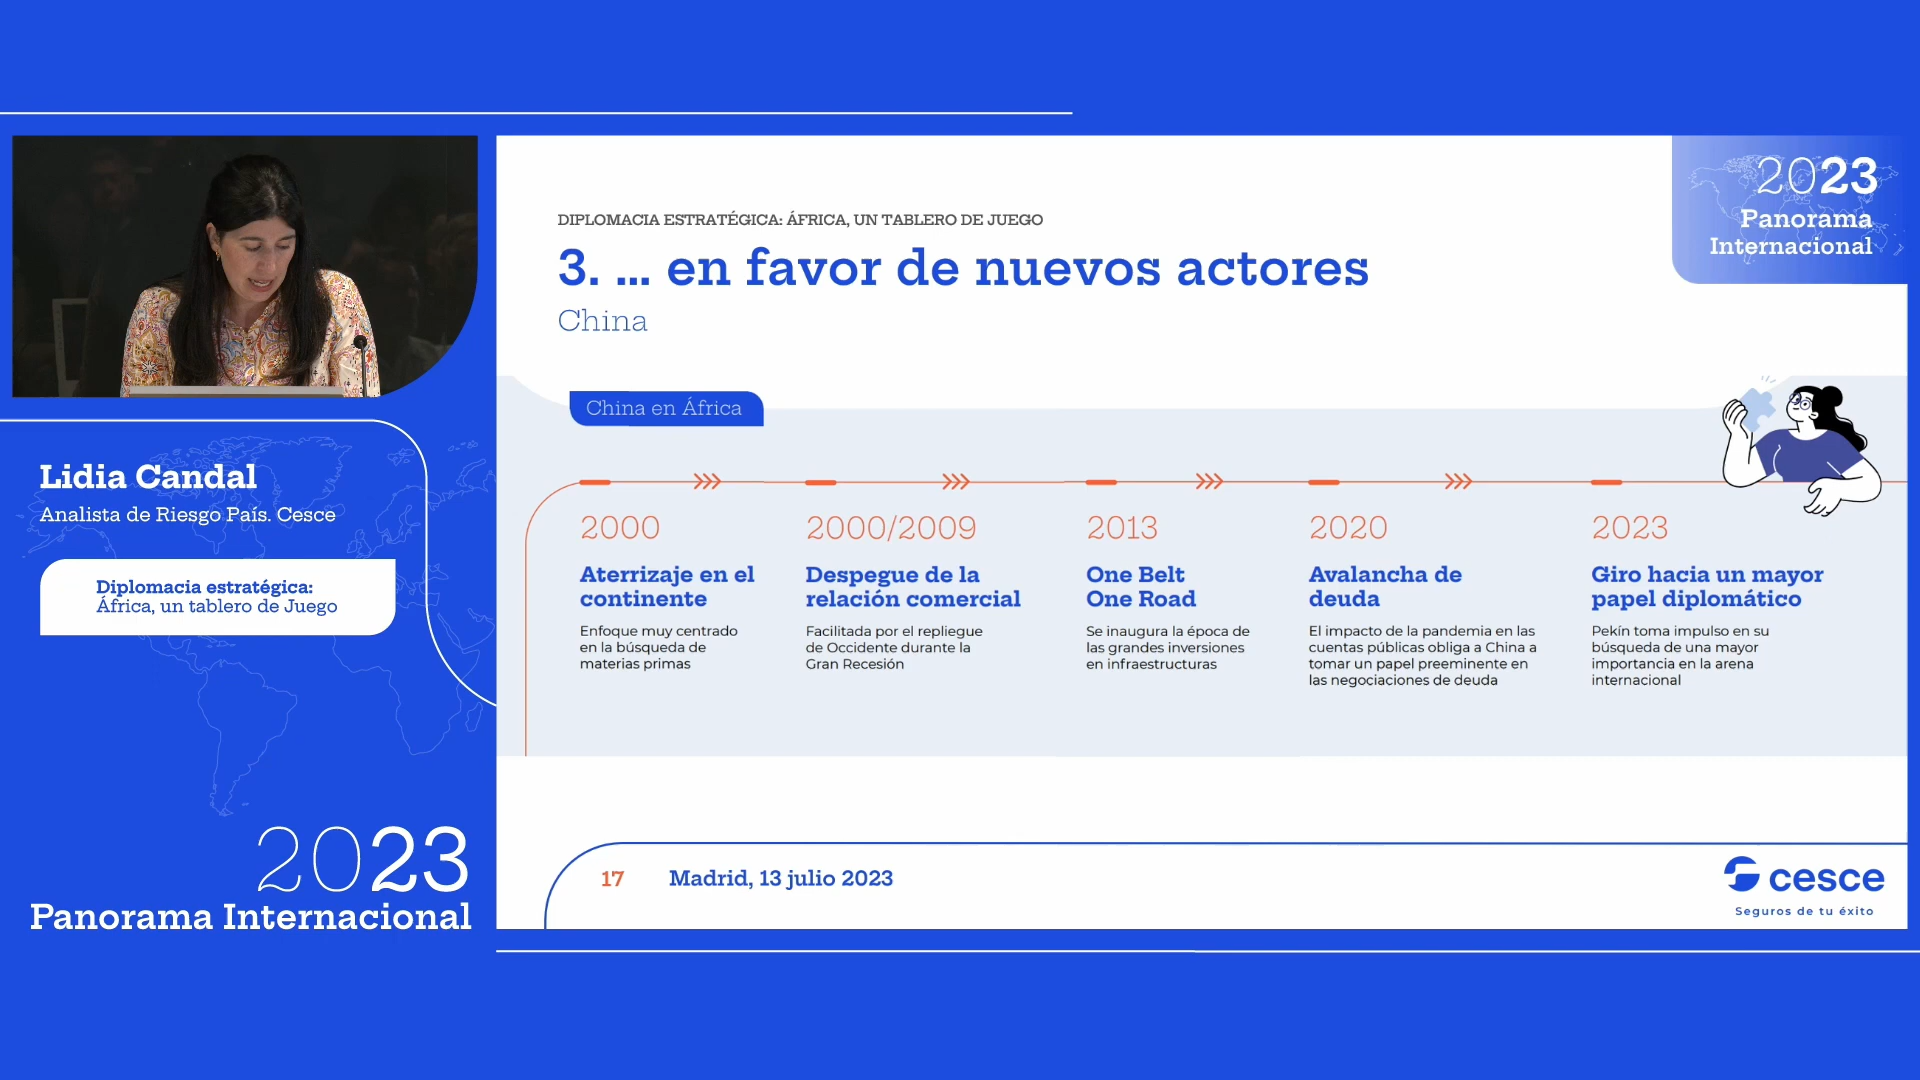 2023
Panorama
Internacional
DIPLOMACIA ESTRATÉGICA: ÁFRICA, UN TABLERO DE JUEGO
3. ... en favor de nuevos actores
China
China en África
2000
Aterrizaje en el
continente
Enfoque muy centrado
en la búsqueda de
materias primas
2000/2009
Despegue de la
relación comercial
Facilitada por el repliegue
de Occidente durante la
Gran Recesión
2013
One Belt
One Road
Se inaugura la época de
las grandes inversiones
en infraestructuras
2020
Avalancha de
deuda
El impacto de la pandemia en las
cuentas públicas obliga a China a
tomar un papel preeminente en
las negociaciones de deuda
2023
Giro hacia un mayor
papel diplomático
Pekín toma impulso en su
búsqueda de una mayor
importancia en la arena
internacional
17 Madrid, 13 julio 2023
cesce
Seguros de tu éxito
Lidia Candal
Analista de Riesgo País. Cesce
Diplomacia estratégica:
África, un tablero de Juego
2023
Panorama Internacional